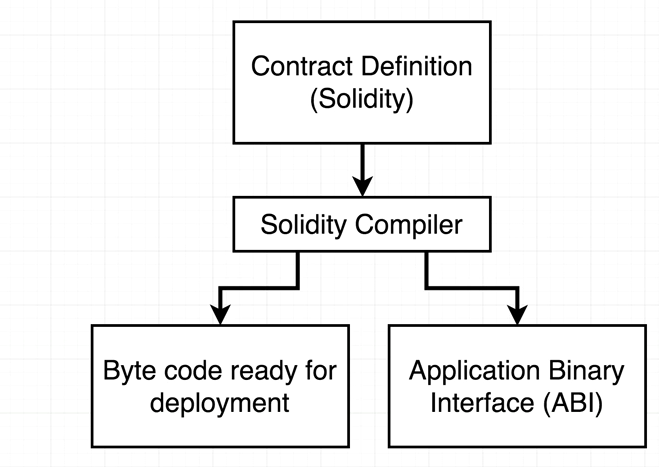 Contract Definition
(Solidity)
Solidity Compiler
Byte code ready for
deployment
Application Binary
Interface (ABI)